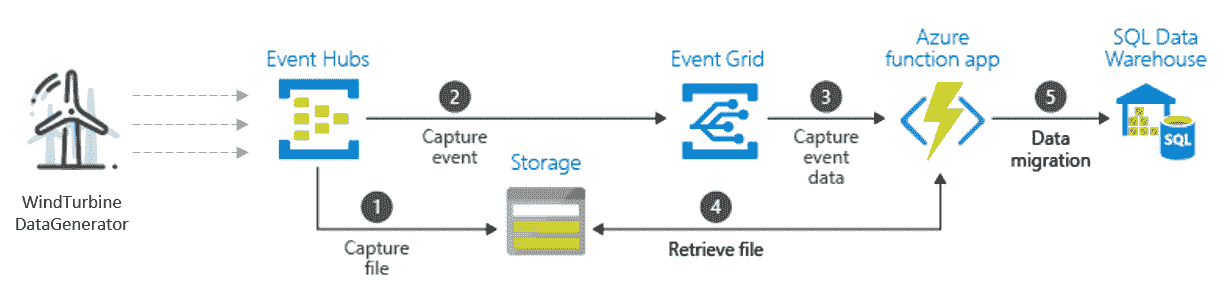 Event Hubs
Event Grid
Azure
function app
SQL Data
Warehouse
2
3
5
Capture
event
Capture
event
data
Data
migration
SQL
WindTurbine
DataGenerator
Storage
1
4
Capture
file
Retrieve file